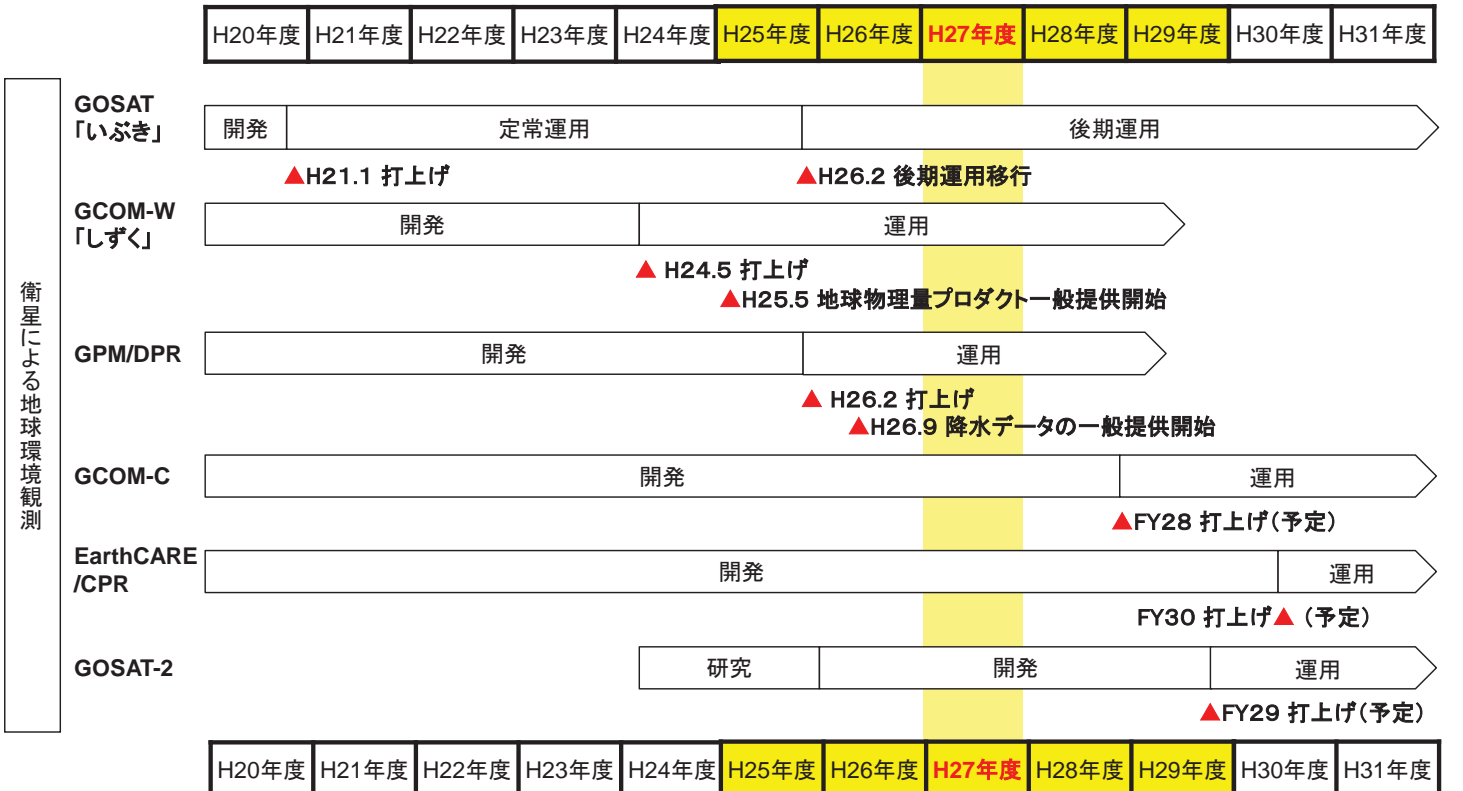 H20年度 H21年度 H22年度 H23年度 H24年度 H25年度 H26年度 H27年度 H28年度 H29年度 H30年度 H31年度
衛星による地球環境観測
GOSAT
「いぶき」
開発 定常運用 後期運用
▲H21.1 打上げ ▲H26.2 後期運用移行
GCOM-W
「しずく」
開発 運用
▲ H24.5 打上げ
▲H25.5 地球物理量プロダクト一般提供開始
GPM/DPR
開発 運用
▲ H26.2 打上げ
▲H26.9 降水データの一般提供開始
GCOM-C
開発 運用
▲FY28 打上げ(予定)
EarthCARE
/CPR
開発 運用
FY30 打上げ▲ (予定)
GOSAT-2
研究 開発 運用
▲FY29 打上げ(予定)
H20年度 H21年度 H22年度 H23年度 H24年度 H25年度 H26年度 H27年度 H28年度 H29年度 H30年度 H31年度